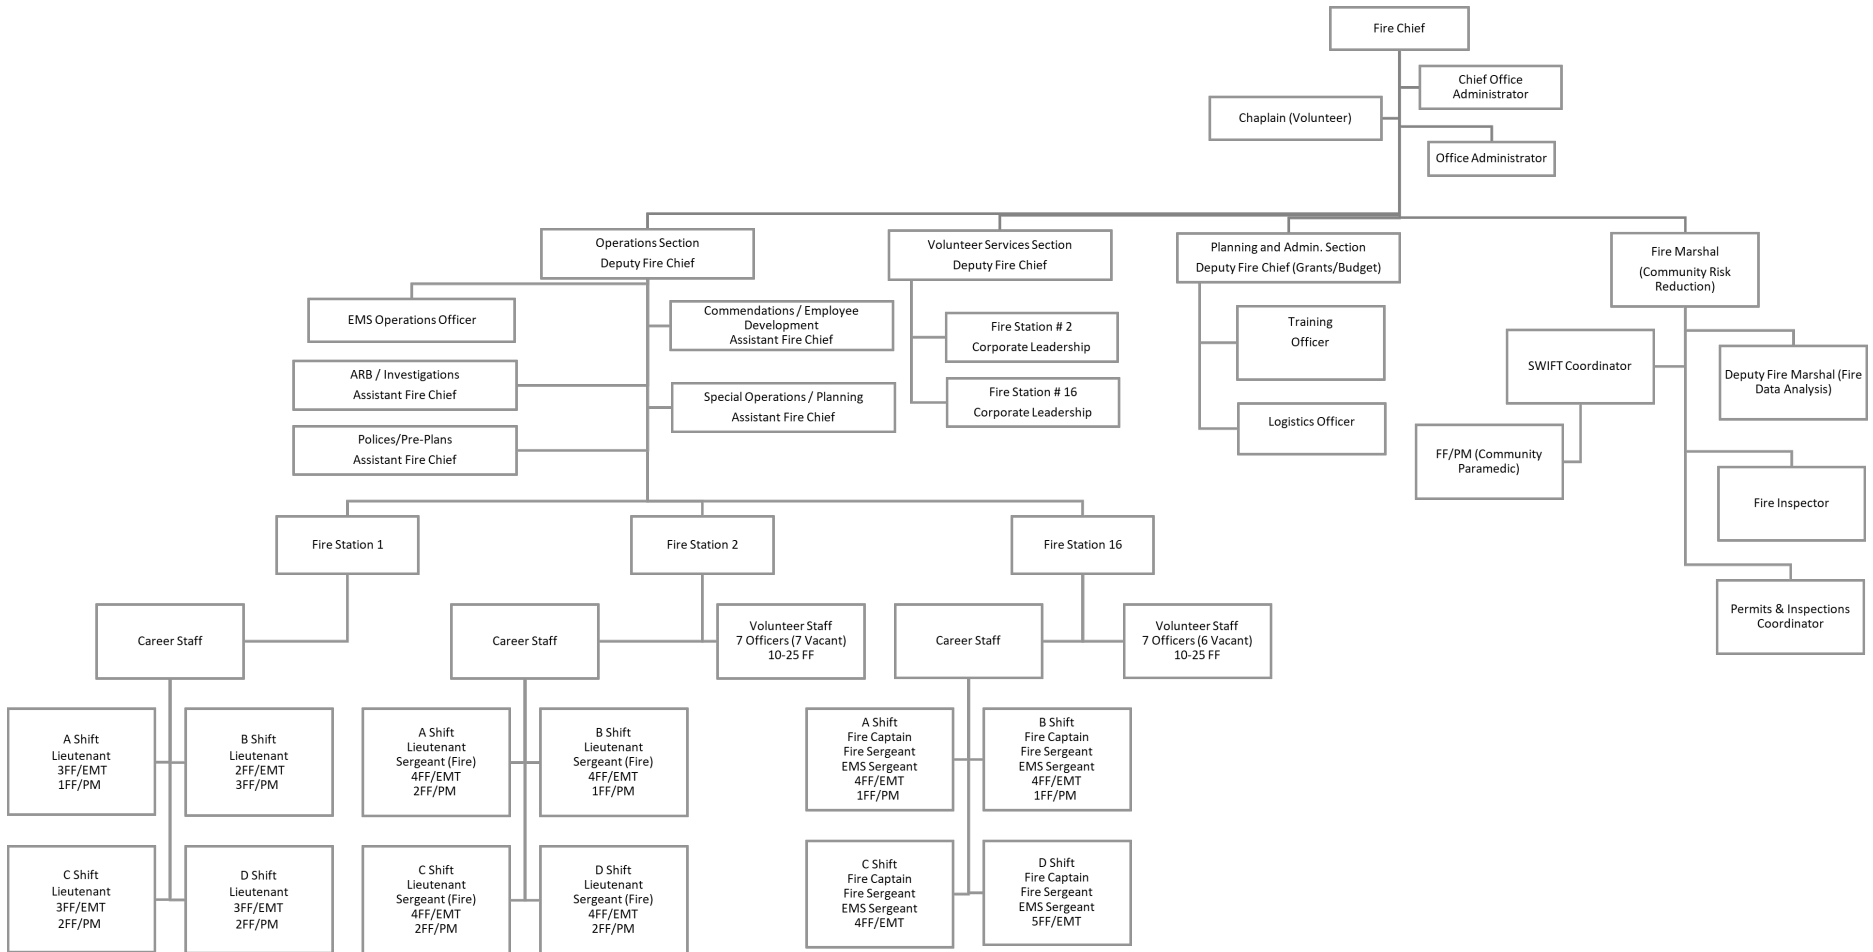 Fire Chief
Chief Office
Administrator
Chaplain (Volunteer)
Office Administrator
Operations Section
Deputy Fire Chief
Volunteer Services Section
Deputy Fire Chief
Planning and Admin. Section
Deputy Fire Chief (Grants/Budget)
Fire Marshal
(Community Risk
Reduction)
EMS Operations Officer
Commendations / Employee
Development
Assistant Fire Chief
ARB / Investigations
Assistant Fire Chief
Special Operations / Planning
Assistant Fire Chief
Polices/Pre-Plans
Assistant Fire Chief
Fire Station # 2
Corporate Leadership
Fire Station # 16
Corporate Leadership
Training
Officer
Logistics Officer
SWIFT Coordinator
Deputy Fire Marshal (Fire
Data Analysis)
FF/PM (Community
Paramedic)
Fire Inspector
Permits & Inspections
Coordinator
Fire Station 1
Fire Station 2
Fire Station 16
Career Staff
Career Staff
Volunteer Staff
7 Officers (7 Vacant)
10-25 FF
Career Staff
Volunteer Staff
7 Officers (6 Vacant)
10-25 FF
A Shift
Lieutenant
3FF/EMT
1FF/PM
B Shift
Lieutenant
2FF/EMT
3FF/PM
A Shift
Lieutenant
Sergeant (Fire)
4FF/EMT
2FF/PM
B Shift
Lieutenant
Sergeant (Fire)
4FF/EMT
1FF/PM
A Shift
Fire Captain
Fire Sergeant
EMS Sergeant
4FF/EMT
1FF/PM
B Shift
Fire Captain
Fire Sergeant
EMS Sergeant
4FF/EMT
1FF/PM
C Shift
Lieutenant
3FF/EMT
2FF/PM
D Shift
Lieutenant
3FF/EMT
2FF/PM
C Shift
Lieutenant
Sergeant (Fire)
4FF/EMT
2FF/PM
D Shift
Lieutenant
Sergeant (Fire)
4FF/EMT
2FF/PM
C Shift
Fire Captain
Fire Sergeant
EMS Sergeant
4FF/EMT
D Shift
Fire Captain
Fire Sergeant
EMS Sergeant
5FF/EMT